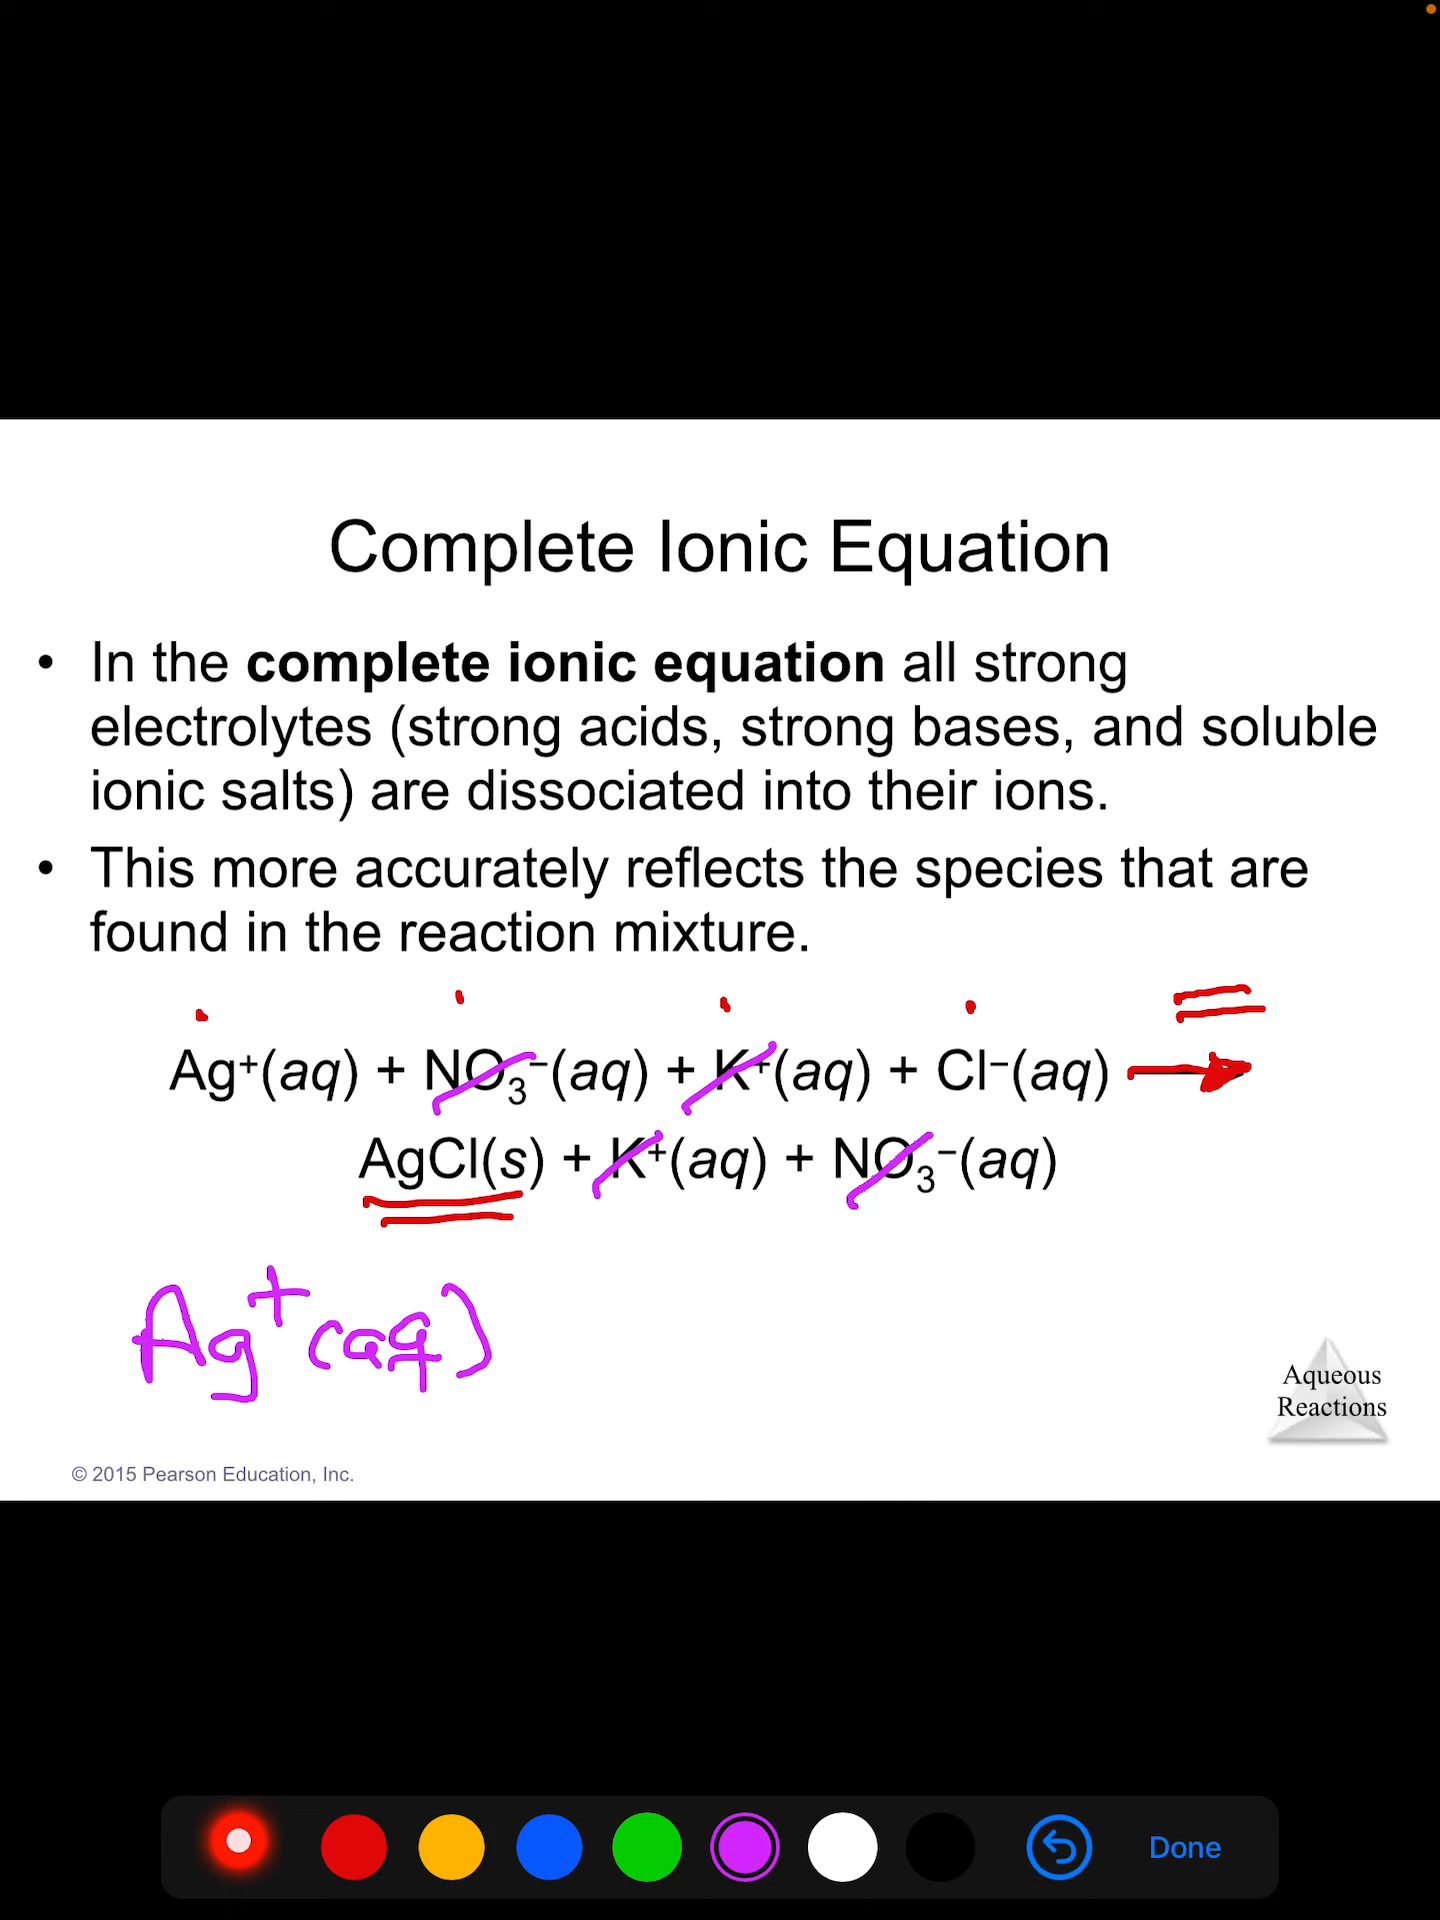 Complete Ionic Equation
• In the complete ionic equation all strong
electrolytes (strong acids, strong bases, and soluble
ionic salts) are dissociated into their ions.
• This more accurately reflects the species that are
found in the reaction mixture.
Ag⁺(aq) + NO₃⁻(aq) + K⁺(aq) + Cl⁻(aq) →
AgCl(s) + K⁺(aq) + NO₃⁻(aq)
Ag⁺(aq)
Aqueous
Reactions
© 2015 Pearson Education, Inc.
Done